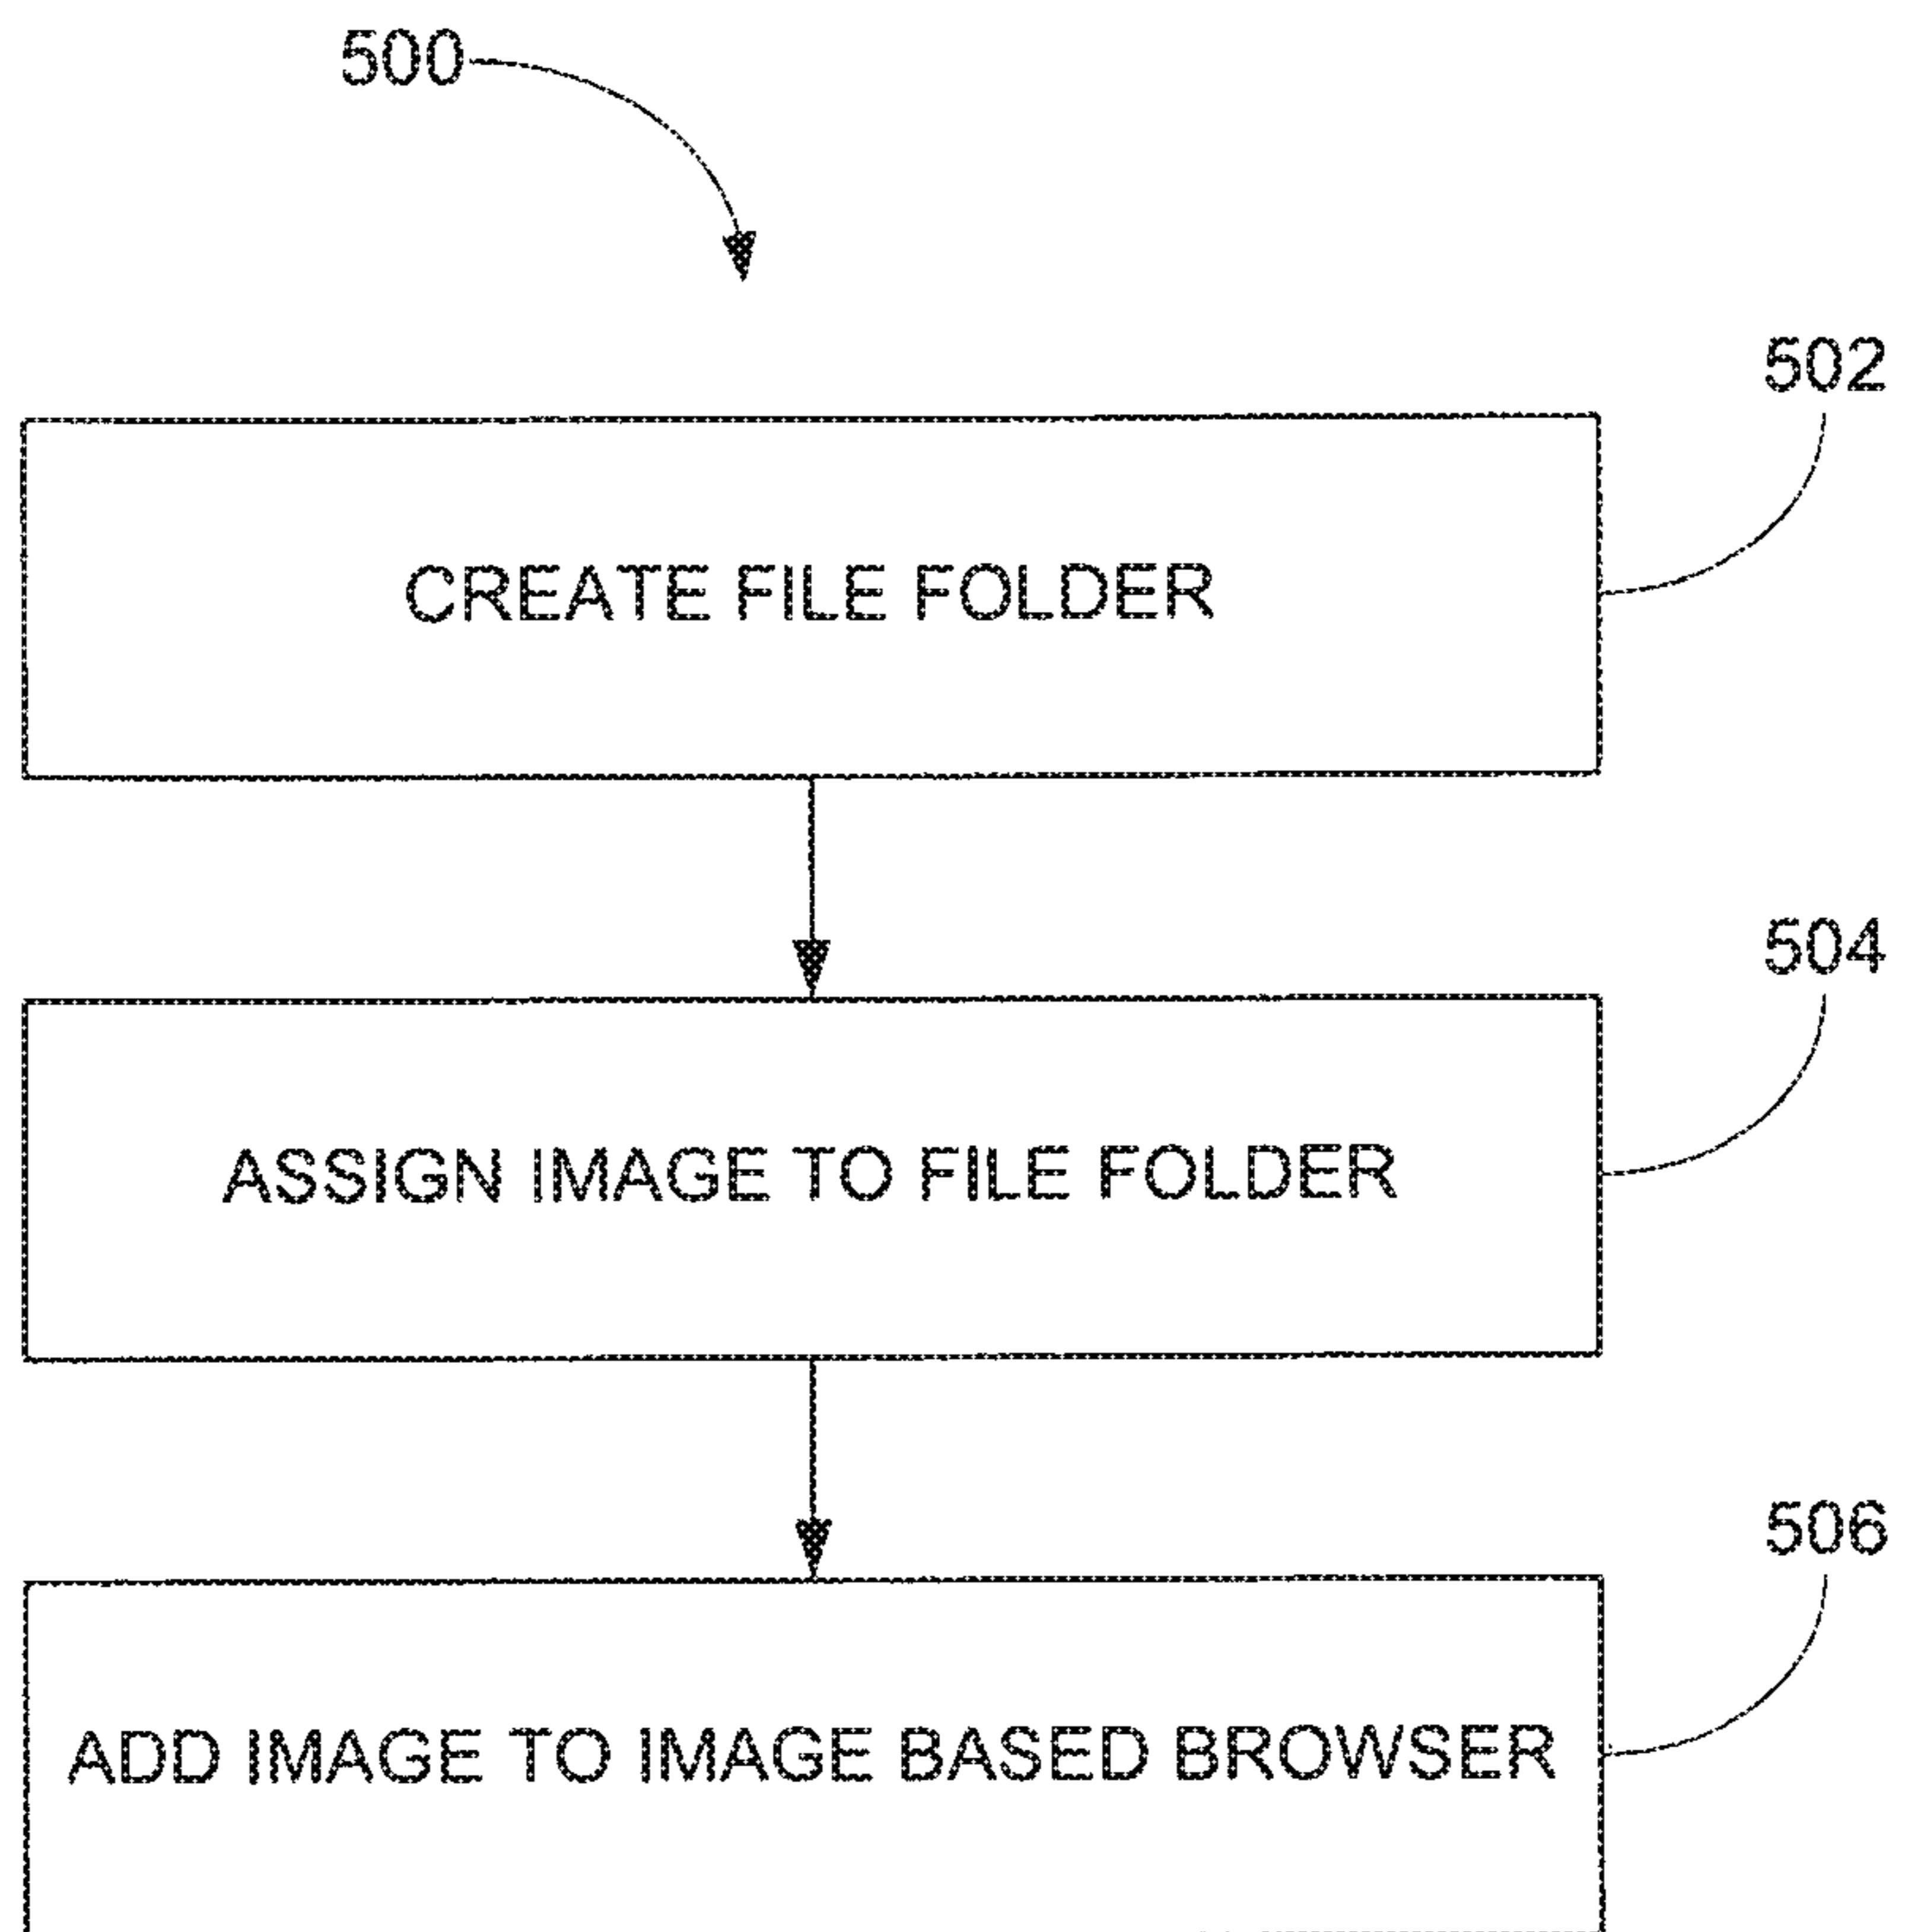 500
502
CREATE FILE FOLDER
504
ASSIGN IMAGE TO FILE FOLDER
506
ADD IMAGE TO IMAGE BASED BROWSER